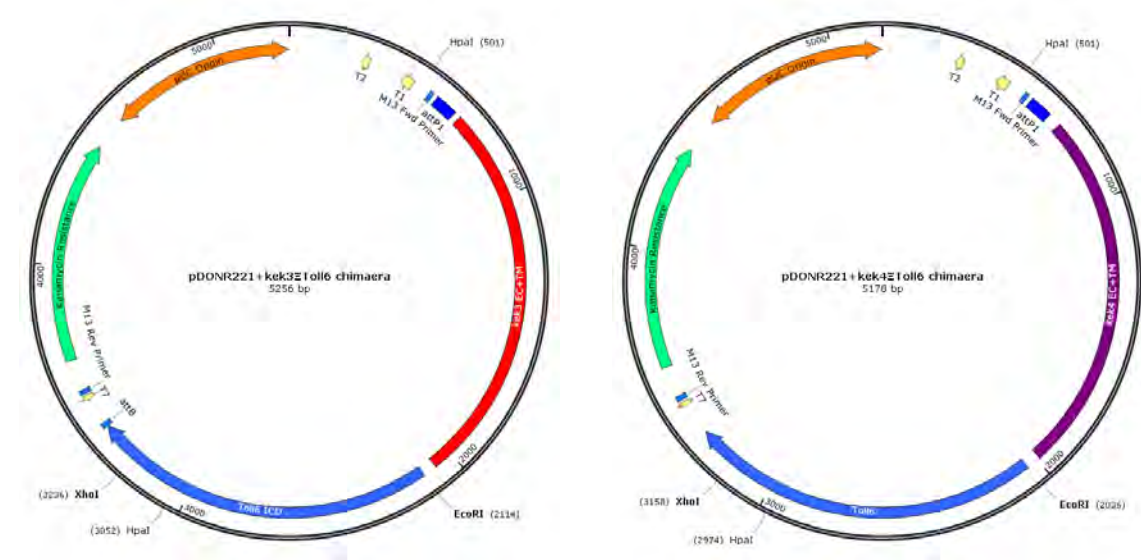 HpaI (501)
5000
pUC Origin
T2
T1
attP1
M13 Fwd Primer
1000
Kanamycin Resistance
4000
pDONR221+kek3ΞToll6 chimaera
5256 bp
kek3 EC+TM
M13 Rev Primer
T7
attB
2000
(3236) XhoI
EcoRI (2114)
Toll6 ICD
3000
(3052) HpaI
HpaI (501)
5000
pUC Origin
T2
T1
attP1
M13 Fwd Primer
1000
Kanamycin Resistance
4000
pDONR221+kek4ΞToll6 chimaera
5178 bp
kek4 EC+TM
M13 Rev Primer
T7
2000
(3158) XhoI
EcoRI (2036)
Toll6
3000
(2974) HpaI